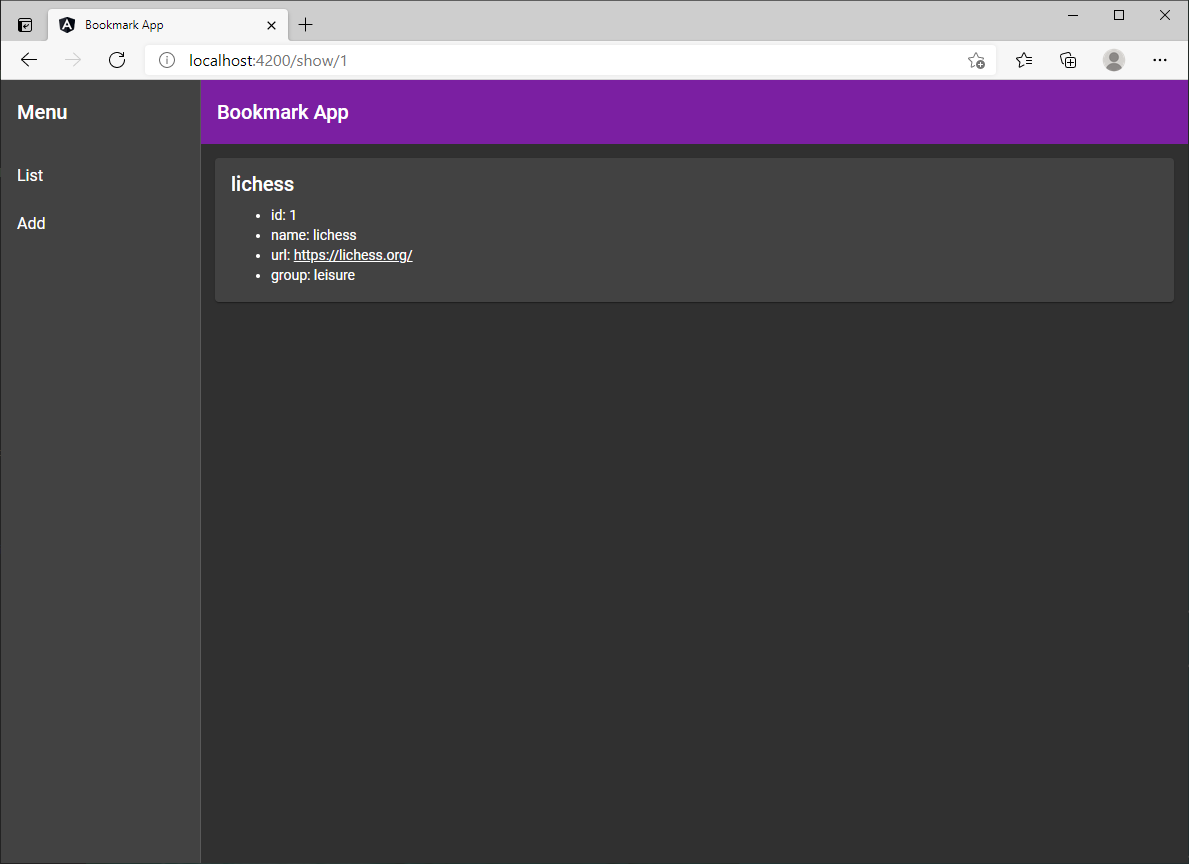 Bookmark App
localhost:4200/show/1
Menu
List
Add
Bookmark App
lichess
• id: 1
• name: lichess
• url: https://lichess.org/
• group: leisure